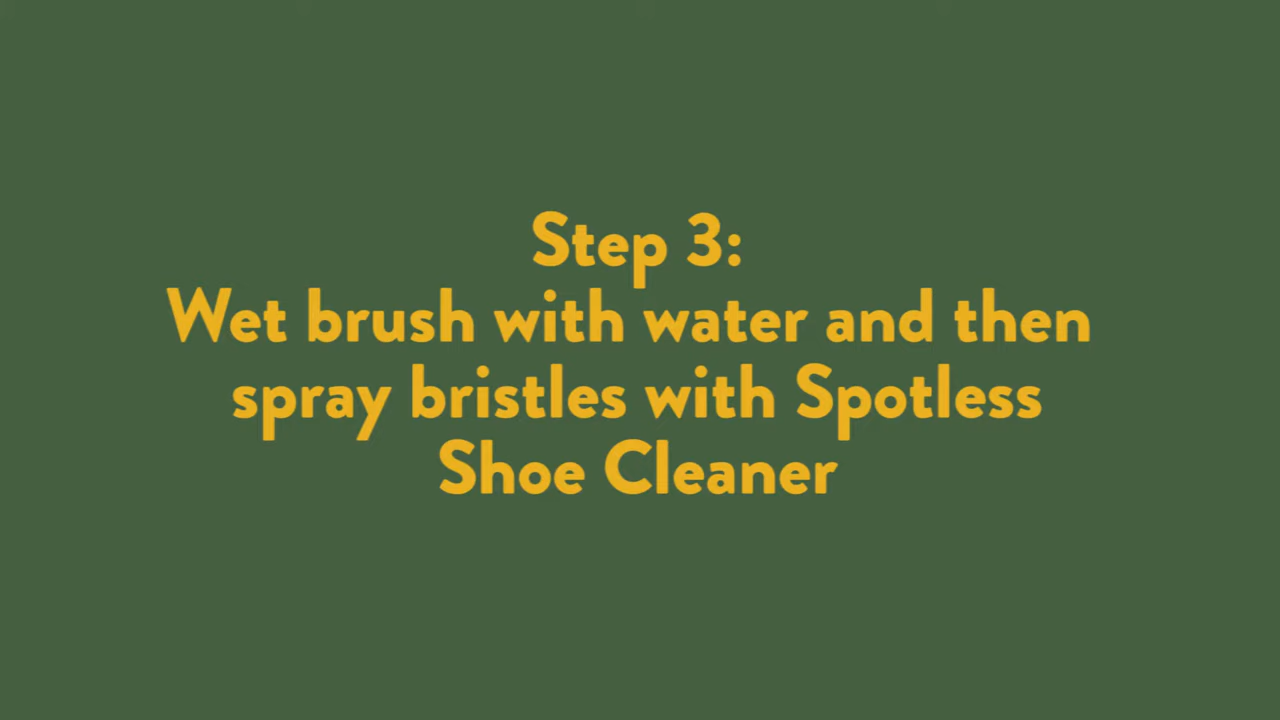 Step 3:
Wet brush with water and then
spray bristles with Spotless
Shoe Cleaner